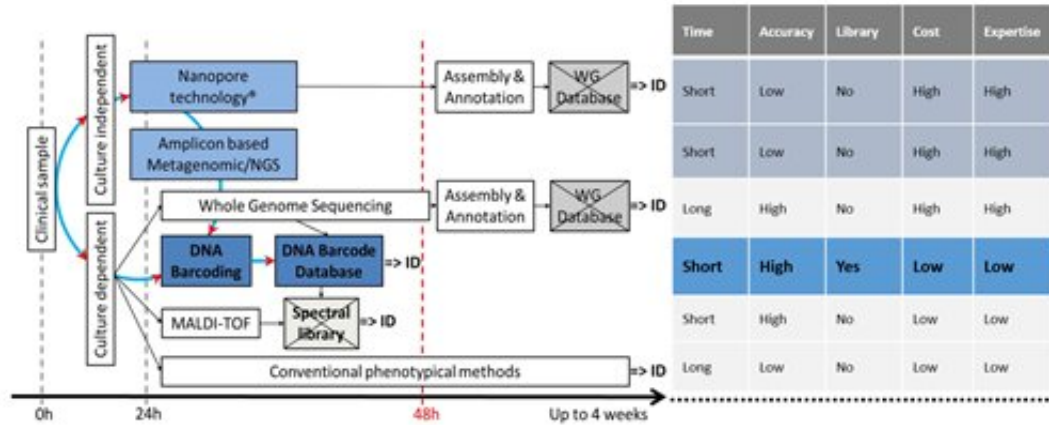 Clinical sample
Culture independent
Culture dependent
Nanopore
technology®
Amplicon based
Metagenomic/NGS
Assembly &
Annotation
WG
Database
=> ID
Whole Genome Sequencing
Assembly &
Annotation
WG
Database
=> ID
DNA
Barcoding
DNA Barcode
Database
=> ID
MALDI-TOF
Spectral
library
=> ID
Conventional phenotypical methods
=> ID
0h 24h 48h Up to 4 weeks
Time Accuracy Library Cost Expertise
Short Low No High High
Short Low No High High
Long High No High High
Short High Yes Low Low
Short High No Low Low
Long Low No Low Low